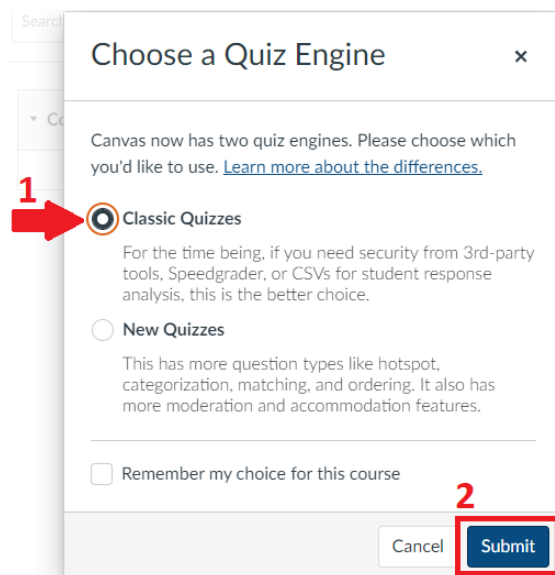 Search
Choose a Quiz Engine ×
Co
Canvas now has two quiz engines. Please choose which
you'd like to use. Learn more about the differences.
1
Classic Quizzes
For the time being, if you need security from 3rd-party
tools, Speedgrader, or CSVs for student response
analysis, this is the better choice.
New Quizzes
This has more question types like hotspot,
categorization, matching, and ordering. It also has
more moderation and accommodation features.
Remember my choice for this course
2
Cancel Submit